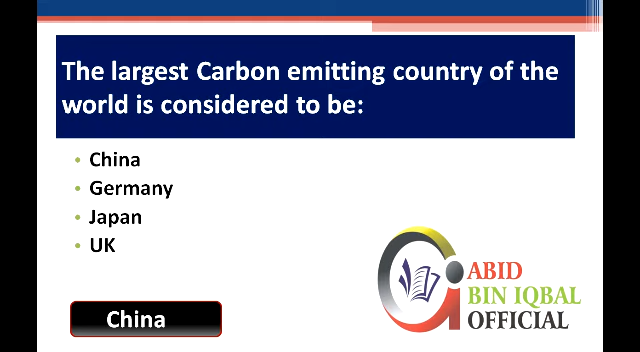 The largest Carbon emitting country of the
world is considered to be:
• China
• Germany
• Japan
• UK
China
ABID
BIN IQBAL
OFFICIAL